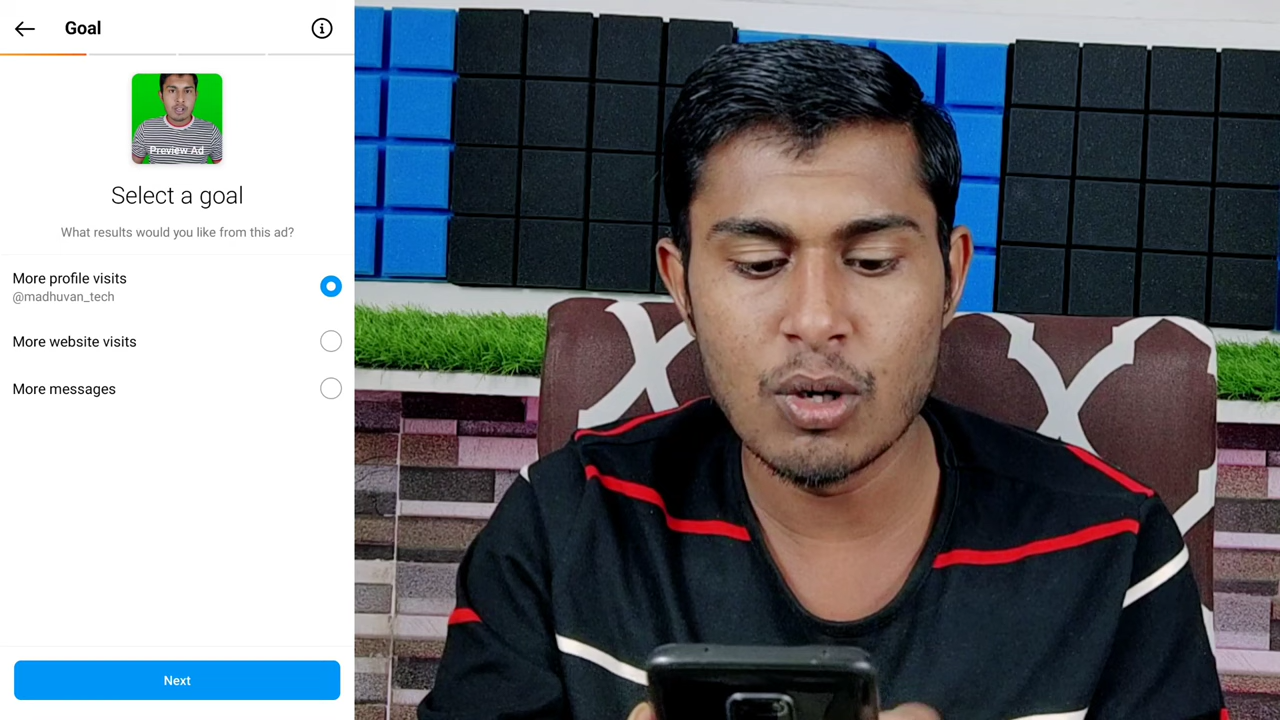 Goal
Preview Ad
Select a goal
What results would you like from this ad?
More profile visits
@madhuvan_tech
More website visits
More messages
Next